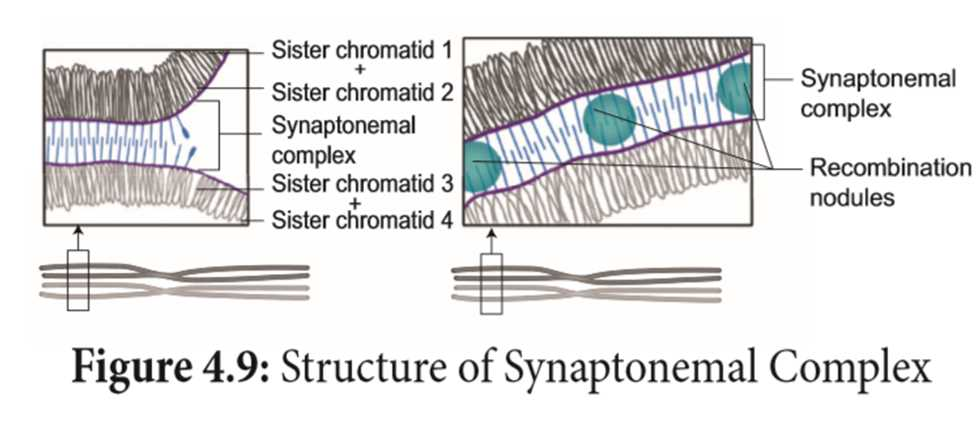 Sister chromatid 1
+
Sister chromatid 2
Synaptonemal
complex
Sister chromatid 3
+
Sister chromatid 4
Synaptonemal
complex
Recombination
nodules
Figure 4.9: Structure of Synaptonemal Complex